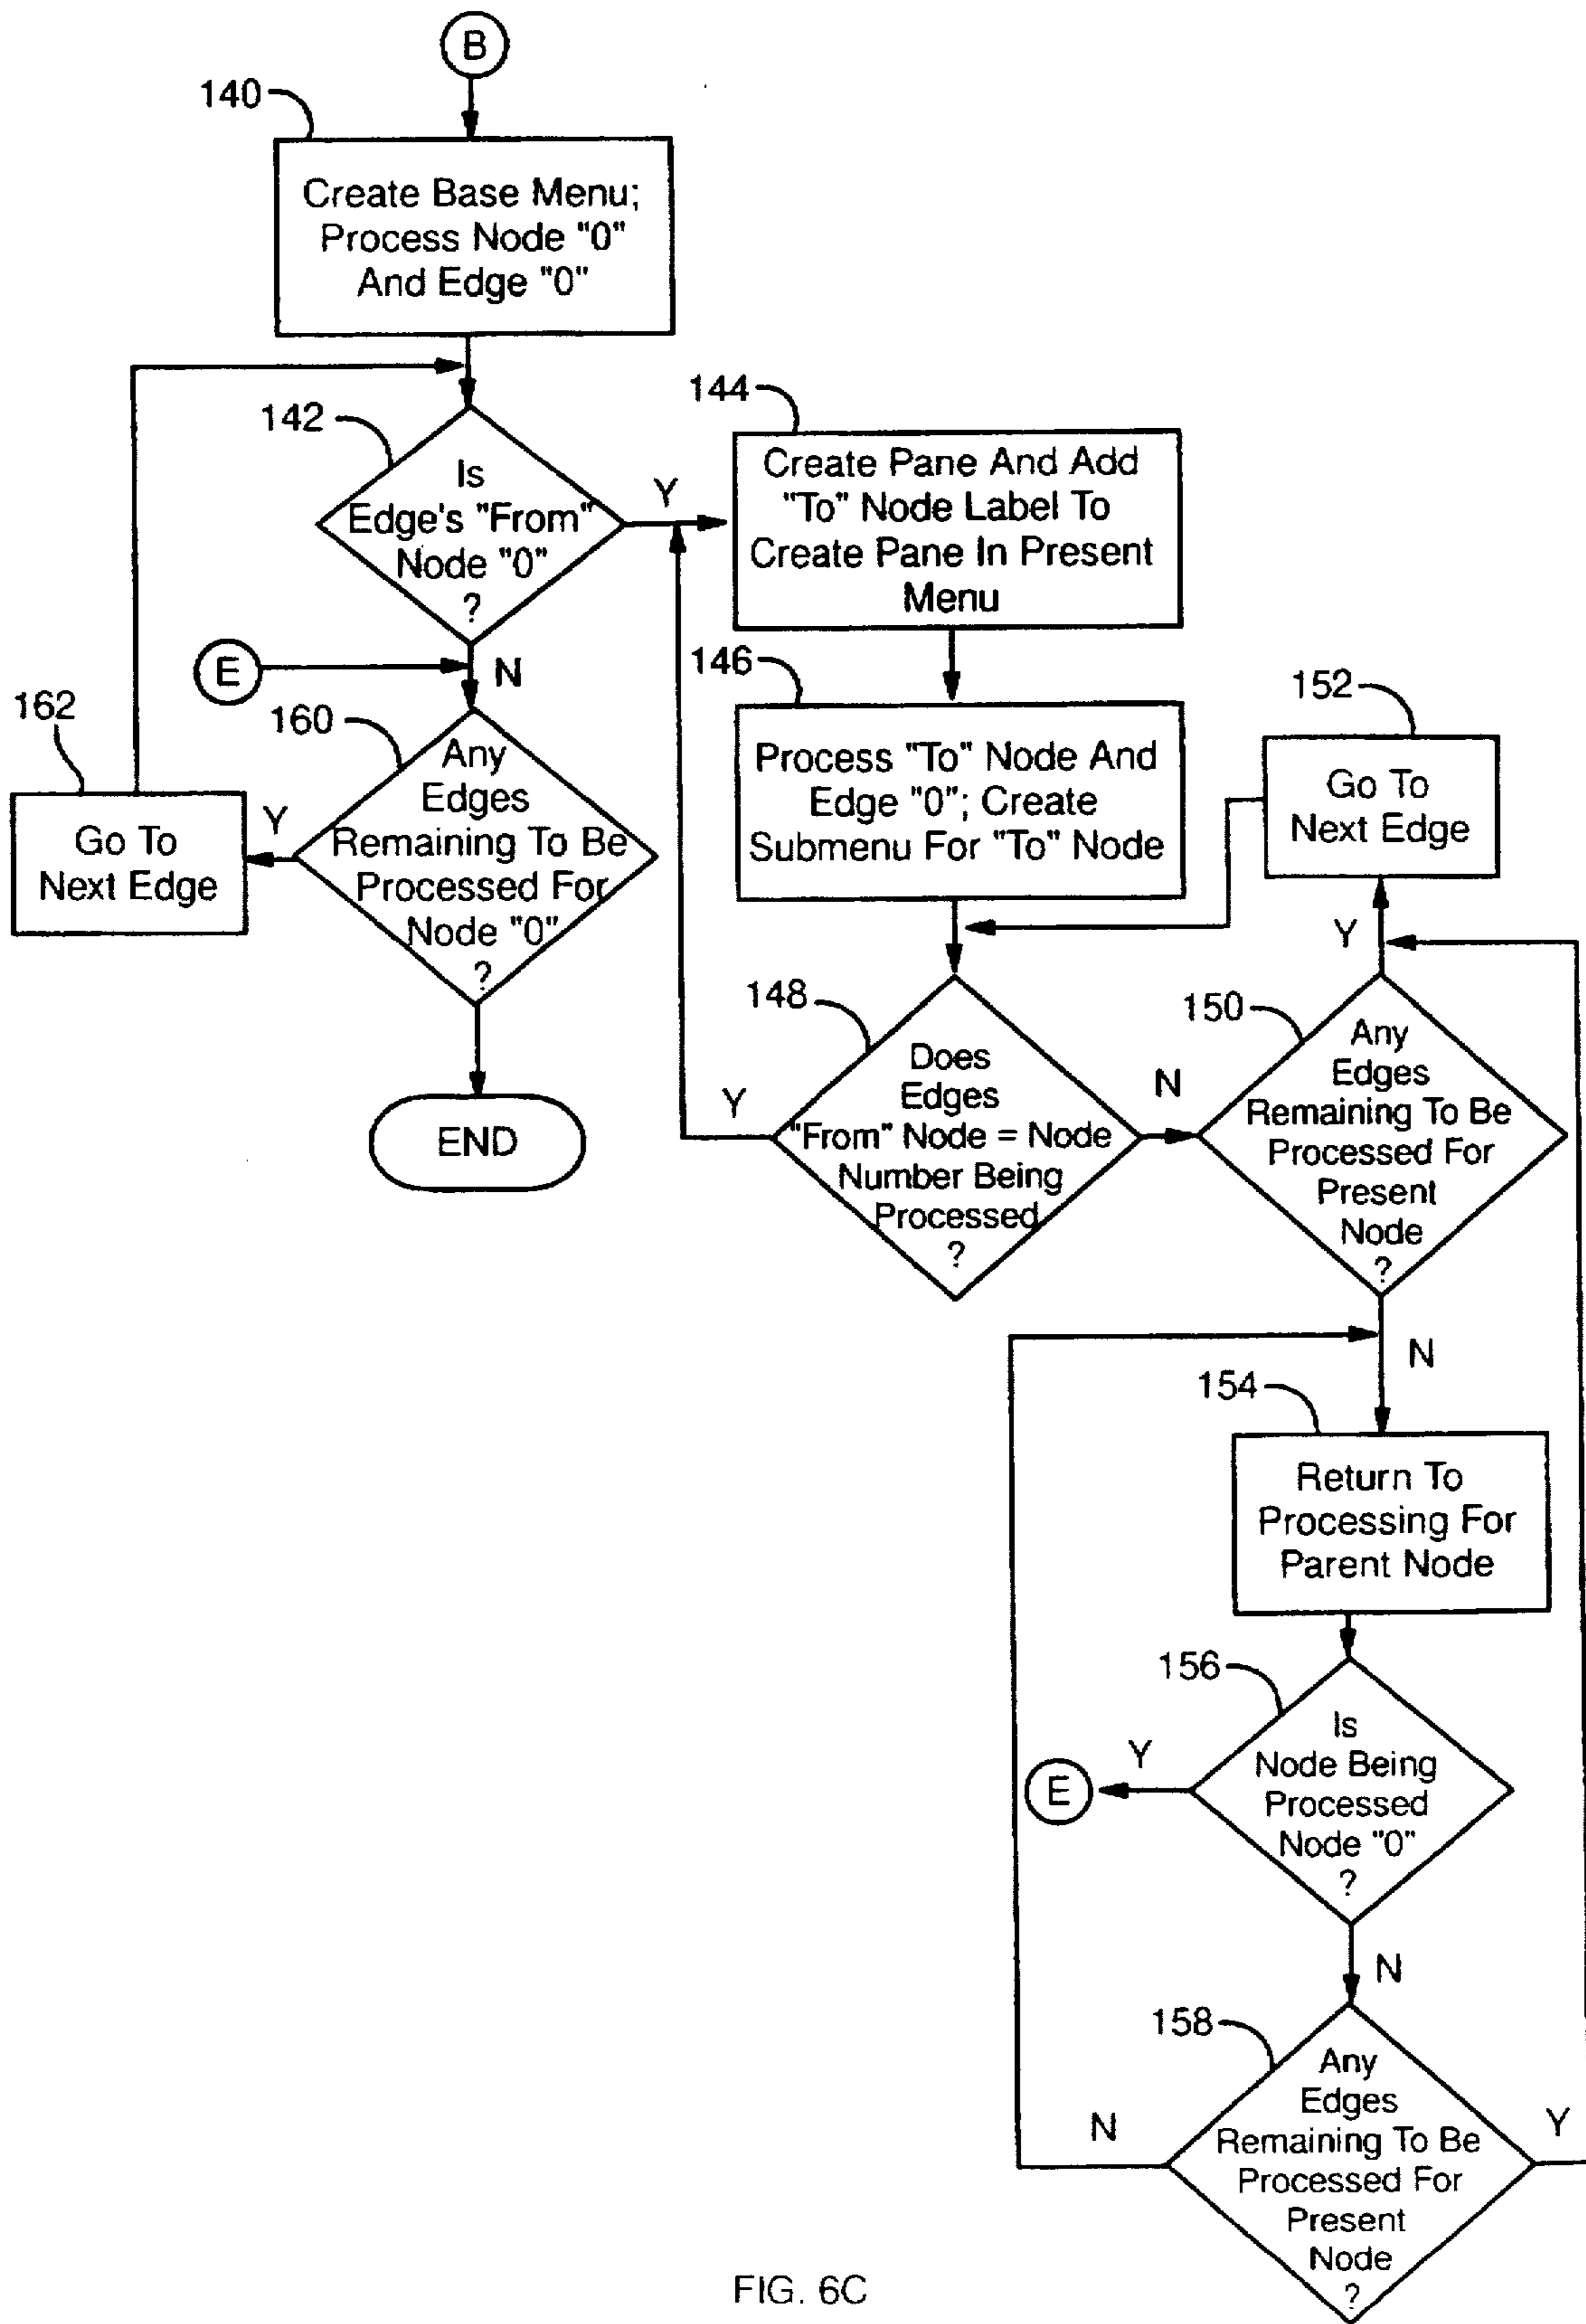 B
140
Create Base Menu;
Process Node "0"
And Edge "0"
142
Is
Edge's "From"
Node "0"
?
Y
N
144
Create Pane And Add
"To" Node Label To
Create Pane In Present
Menu
E
146
Process "To" Node And
Edge "0"; Create
Submenu For "To" Node
152
Go To
Next Edge
162
Go To
Next Edge
Y
160
Any
Edges
Remaining To Be
Processed For
Node "0"
?
END
148
Does
Edges
"From" Node = Node
Number Being
Processed
?
Y
N
150
Any
Edges
Remaining To Be
Processed For
Present
Node
?
Y
N
154
Return To
Processing For
Parent Node
156
Is
Node Being
Processed
Node "0"
?
Y
E
N
158
Any
Edges
Remaining To Be
Processed For
Present
Node
?
N
Y
FIG. 6C